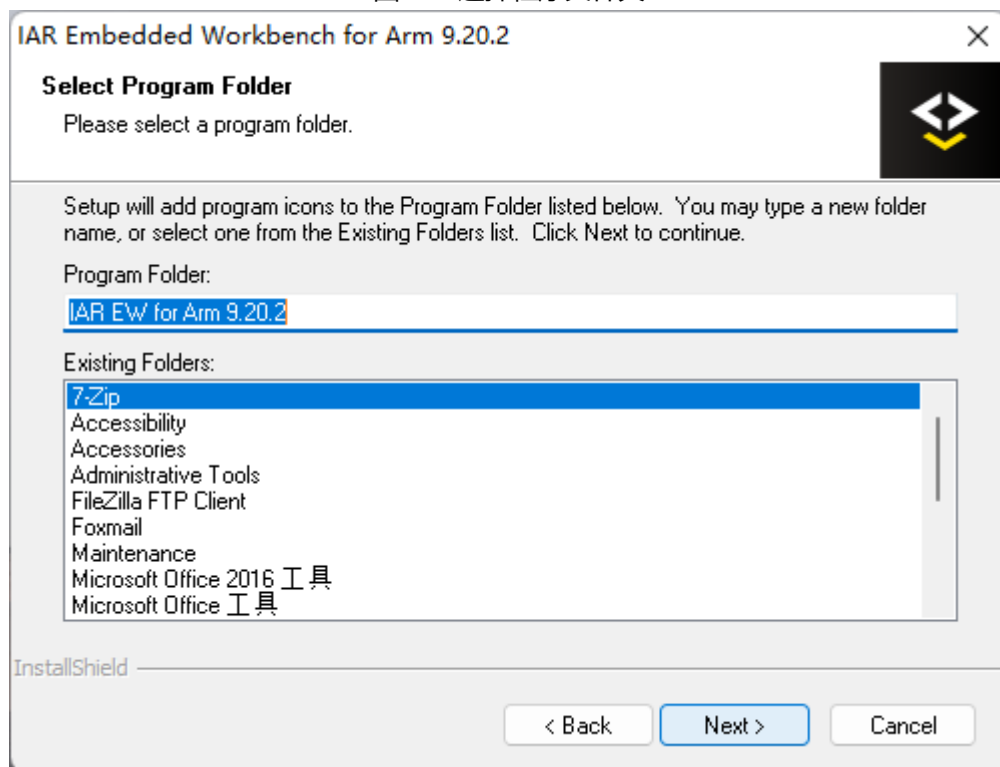 IAR Embedded Workbench for Arm 9.20.2
Select Program Folder
Please select a program folder.
Setup will add program icons to the Program Folder listed below. You may type a new folder
name, or select one from the Existing Folders list. Click Next to continue.
Program Folder:
IAR EW for Arm 9.20.2
Existing Folders:
7-Zip
Accessibility
Accessories
Administrative Tools
FileZilla FTP Client
Foxmail
Maintenance
Microsoft Office 2016 工具
Microsoft Office 工具
InstallShield
< Back
Next >
Cancel